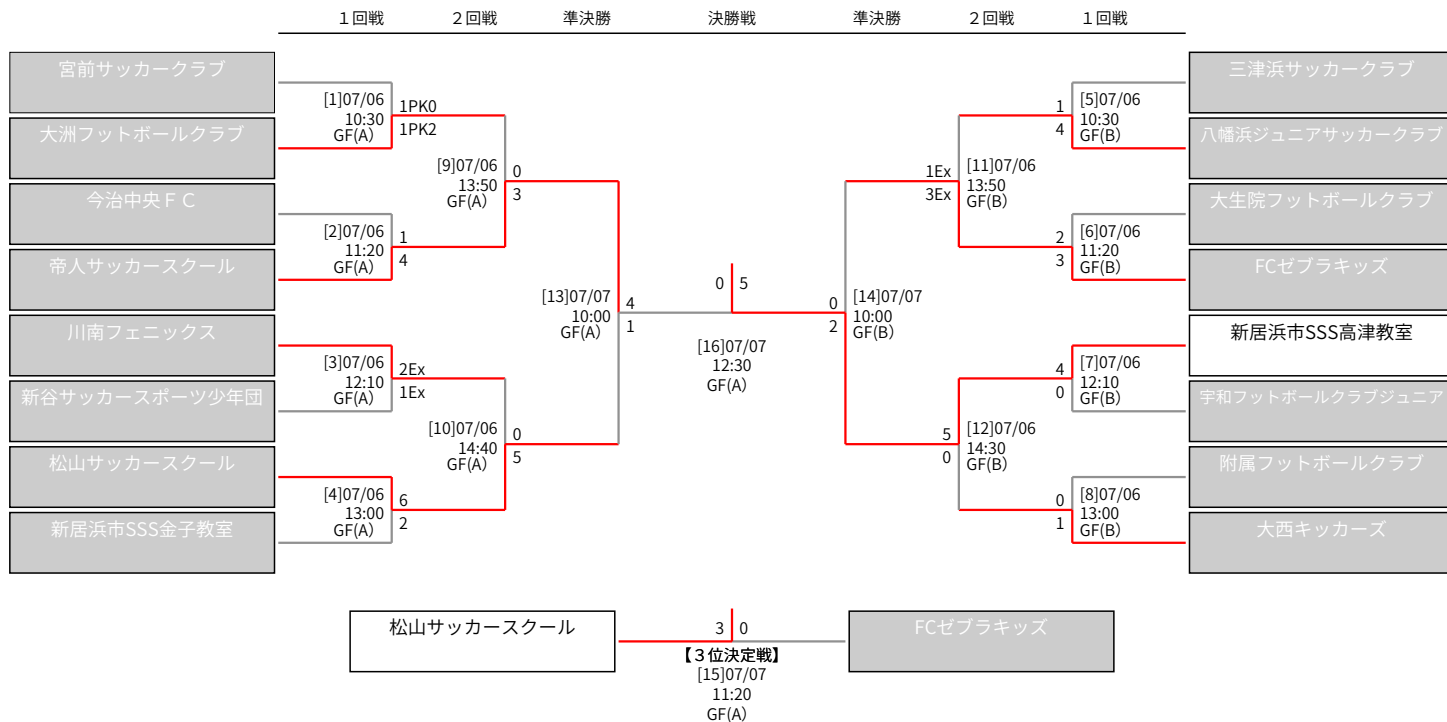 １回戦 ２回戦 準決勝 決勝戦 準決勝 ２回戦 １回戦
宮前サッカークラブ
大洲フットボールクラブ
今治中央ＦＣ
帝人サッカースクール
川南フェニックス
新谷サッカースポーツ少年団
松山サッカースクール
新居浜市SSS金子教室
[1]07/06
10:30
GF(A)
1PK0
1PK2
[2]07/06
11:20
GF(A)
1
4
[3]07/06
12:10
GF(A)
2Ex
1Ex
[4]07/06
13:00
GF(A)
6
2
[9]07/06
13:50
GF(A)
0
3
[10]07/06
14:40
GF(A)
0
5
[13]07/07
10:00
GF(A)
4
1
0 5
[16]07/07
12:30
GF(A)
0
2
[14]07/07
10:00
GF(B)
1Ex
3Ex
[11]07/06
13:50
GF(B)
5
0
[12]07/06
14:30
GF(B)
1
4
[5]07/06
10:30
GF(B)
2
3
[6]07/06
11:20
GF(B)
4
0
[7]07/06
12:10
GF(B)
0
1
[8]07/06
13:00
GF(B)
三津浜サッカークラブ
八幡浜ジュニアサッカークラブ
大生院フットボールクラブ
FCゼブラキッズ
新居浜市SSS高津教室
宇和フットボールクラブジュニア
附属フットボールクラブ
大西キッカーズ
松山サッカースクール
3 0
FCゼブラキッズ
【３位決定戦】
[15]07/07
11:20
GF(A)